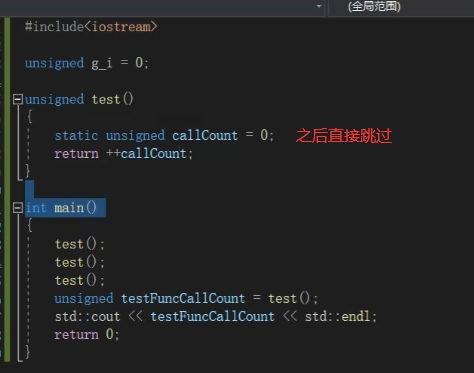 (全局范围)
#include<iostream>
unsigned g_i = 0;
unsigned test()
{
static unsigned callCount = 0; 之后直接跳过
return ++callCount;
}
int main()
{
test();
test();
test();
unsigned testFuncCallCount = test();
std::cout << testFuncCallCount << std::endl;
return 0;
}